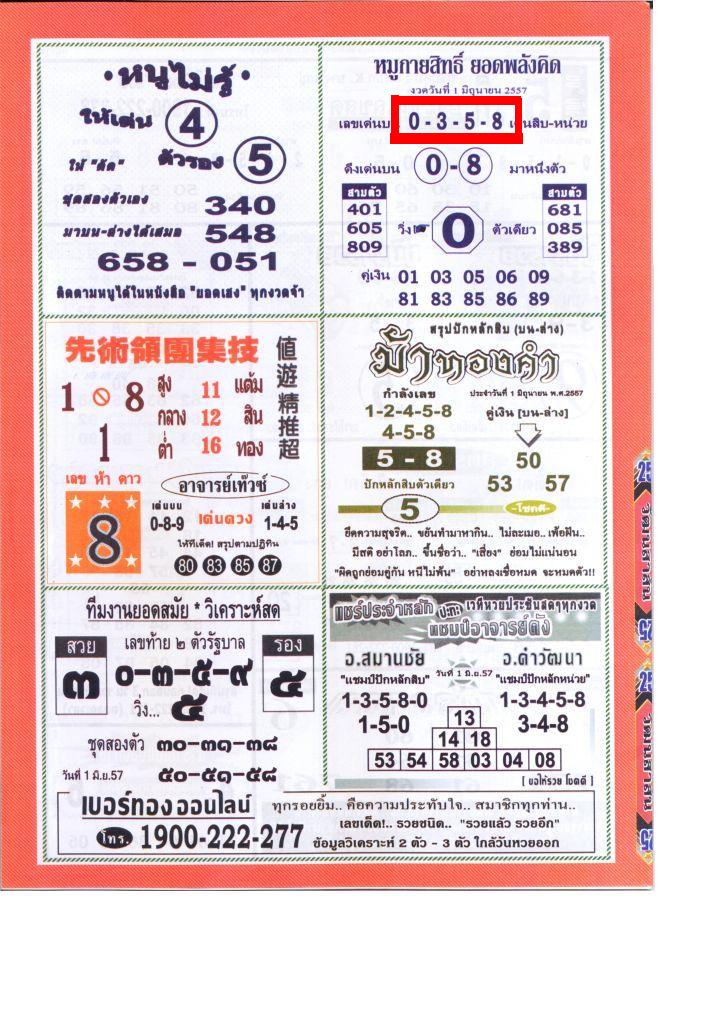 •หนูไม่รู้•
ให้เด่น 4
ให้ "ลัด" ตัวรอง 5
ชุดสองตัวเอง 340
มาบน-ล่างได้เสมอ 548
658 - 051
ติดตามหนูได้ในหนังสือ "ยอดเฮง" ทุกงวดจ้า
หมูกายสิทธิ์ ยอดพลังคิด
งวดวันที่ 1 มิถุนายน 2557
เลขเด่นบน 0 - 3 - 5 - 8 เน้นสิบ-หน่วย
ดึงเด่นบน 0-8 มาหนึ่งตัว
สามตัว
401
605
809
วิ่ง 0 ตัวเดียว
สามตัว
681
085
389
คู่เงิน 01 03 05 06 09
81 83 85 86 89
先術領團集技
值遊精推超
1 8
1
สูง 11 แต้ม
กลาง 12 สิน
ต่ำ 16 ทอง
เลข ห้า ดาว
8
อาจารย์เท๊วซ์
เด่นบน เด่นล่าง
0-8-9 เด่นดวง 1-4-5
ให้ทีเด็ด! สรุปตามปฏิทิน
80 83 85 87
สรุปปักหลักสิบ (บน-ล่าง)
ม้าทองคำ
กำลังเลข ประจำวันที่ 1 มิถุนายน พ.ศ.2557
1-2-4-5-8 คู่เงิน [บน-ล่าง]
4-5-8
5 - 8 50
ปักหลักสิบตัวเดียว 53 57
5 -โชคดี-
ยึดความสุจริต.. ขยันทำมาหากิน.. ไม่ละเมอ..เพ้อฝัน..
มีสติ อย่าโลภ.. ขึ้นชื่อว่า.. "เสี่ยง" ย่อมไม่แน่นอน
"ผิดถูกย่อมคู่กัน หนีไม่พ้น" อย่าหลงเชื่อหมด จะหมดตัว!!
ทีมงานยอดสมัย * วิเคราะห์สด
สวย เลขท้าย ๒ ตัวรัฐบาล รอง
๓ ๐-๓-๕-๙ ๕
วิ่ง... ๕
ชุดสองตัว ๓๐-๓๑-๓๘
วันที่ 1 มิ.ย.57 ๕๐-๕๑-๕๘
แชร์ประจำหลัก ปะทะ เวทีหวยประชันสดๆทุกงวด
แชมป์อาจารย์ดัง
อ.สมานชัย วันที่ 1 มิ.ย.57 อ.คำวัฒนา
"แชมป์ปักหลักสิบ" "แชมป์ปักหลักหน่วย"
1-3-5-8-0 1-3-4-5-8
1-5-0 13 3-4-8
14 18
53 54 58 03 04 08
[ ขอให้รวย โชคดี ]
เบอร์ทองออนไลน์
โทร. 1900-222-277
ทุกรอยยิ้ม.. คือความประทับใจ.. สมาชิกทุกท่าน..
เลขเด็ด!.. รวยชนิด.. "รวยแล้ว รวยอีก"
ข้อมูลวิเคราะห์ 2 ตัว - 3 ตัว ใกล้วันหวยออก